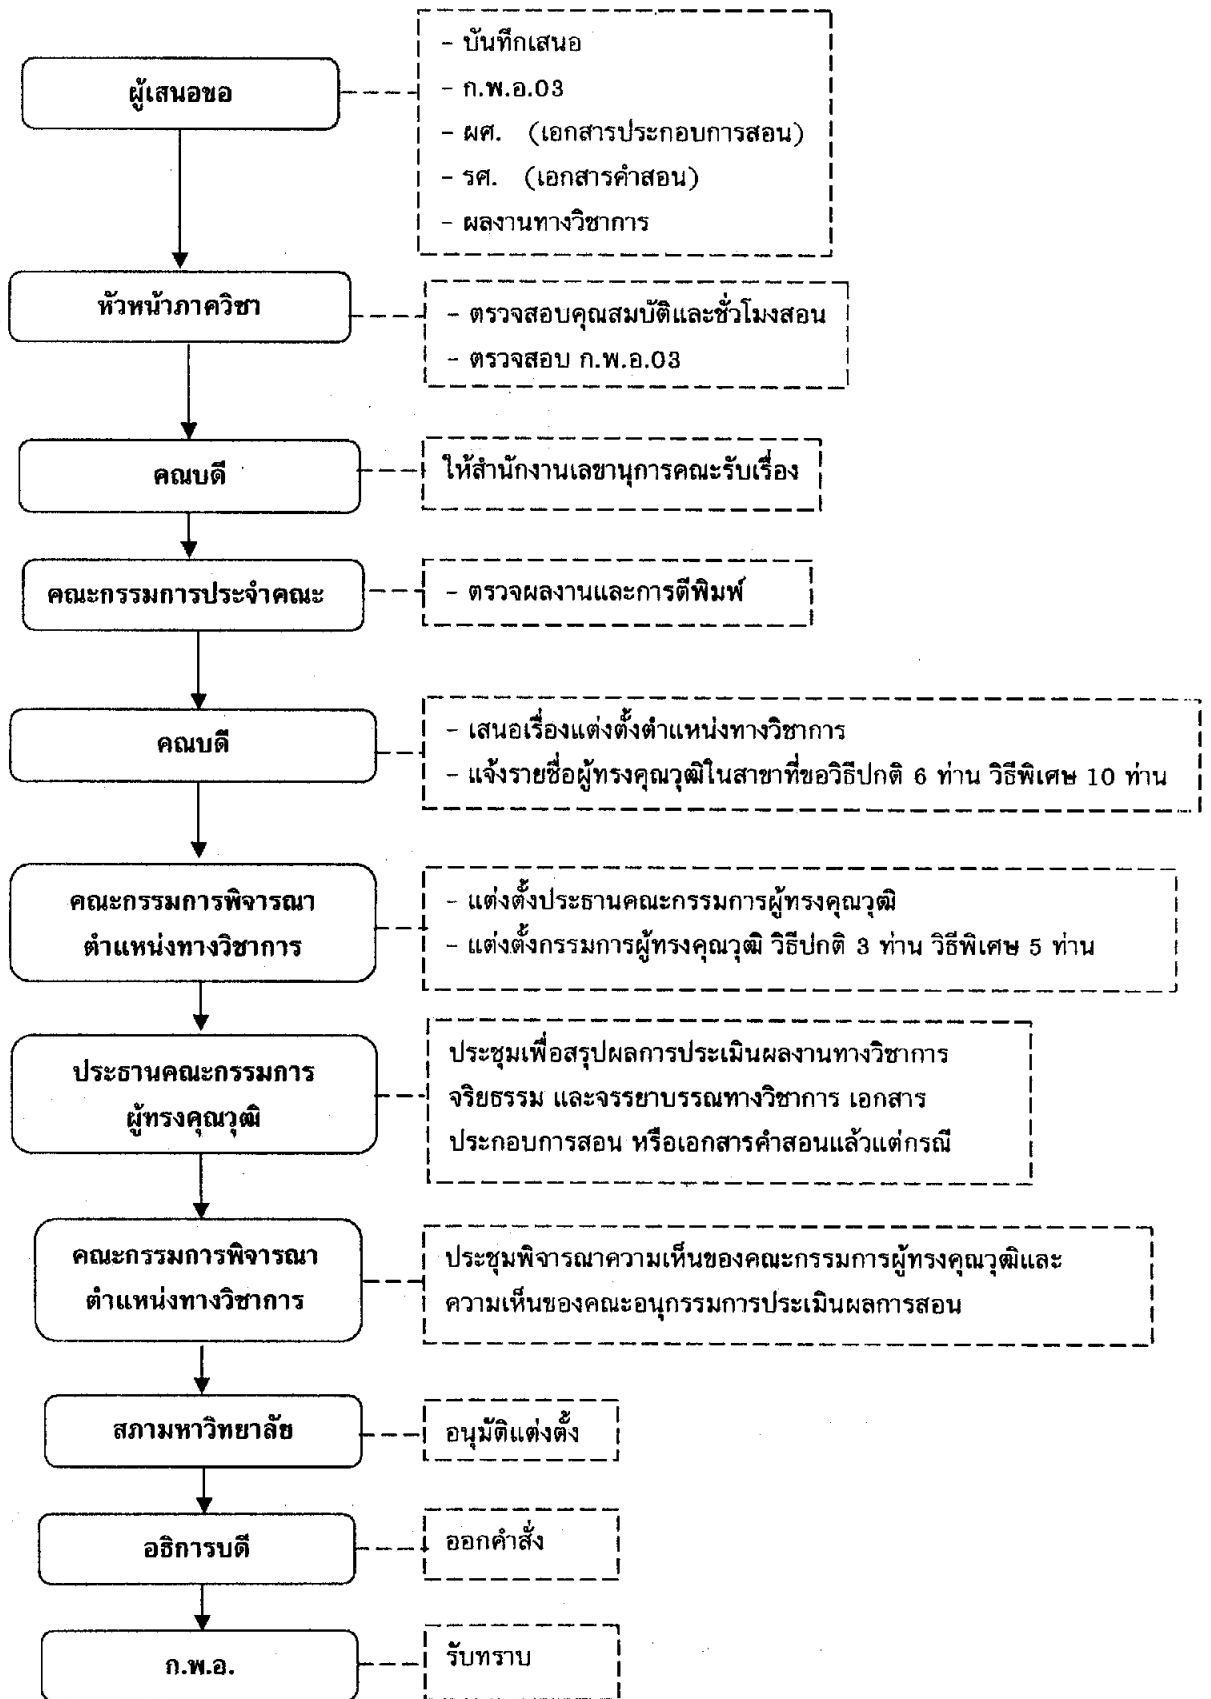 ผู้เสนอขอ
- บันทึกเสนอ
- ก.พ.อ.03
- ผศ. (เอกสารประกอบการสอน)
- รศ. (เอกสารคำสอน)
- ผลงานทางวิชาการ
หัวหน้าภาควิชา
- ตรวจสอบคุณสมบัติและชั่วโมงสอน
- ตรวจสอบ ก.พ.อ.03
คณบดี
ให้สำนักงานเลขานุการคณะรับเรื่อง
คณะกรรมการประจำคณะ
- ตรวจผลงานและการตีพิมพ์
คณบดี
- เสนอเรื่องแต่งตั้งตำแหน่งทางวิชาการ
- แจ้งรายชื่อผู้ทรงคุณวุฒิในสาขาที่ขอวิธีปกติ 6 ท่าน วิธีพิเศษ 10 ท่าน
คณะกรรมการพิจารณา
ตำแหน่งทางวิชาการ
- แต่งตั้งประธานคณะกรรมการผู้ทรงคุณวุฒิ
- แต่งตั้งกรรมการผู้ทรงคุณวุฒิ วิธีปกติ 3 ท่าน วิธีพิเศษ 5 ท่าน
ประธานคณะกรรมการ
ผู้ทรงคุณวุฒิ
ประชุมเพื่อสรุปผลการประเมินผลงานทางวิชาการ
จริยธรรม และจรรยาบรรณทางวิชาการ เอกสาร
ประกอบการสอน หรือเอกสารคำสอนแล้วแต่กรณี
คณะกรรมการพิจารณา
ตำแหน่งทางวิชาการ
ประชุมพิจารณาความเห็นของคณะกรรมการผู้ทรงคุณวุฒิและ
ความเห็นของคณะอนุกรรมการประเมินผลการสอน
สภามหาวิทยาลัย
อนุมัติแต่งตั้ง
อธิการบดี
ออกคำสั่ง
ก.พ.อ.
รับทราบ